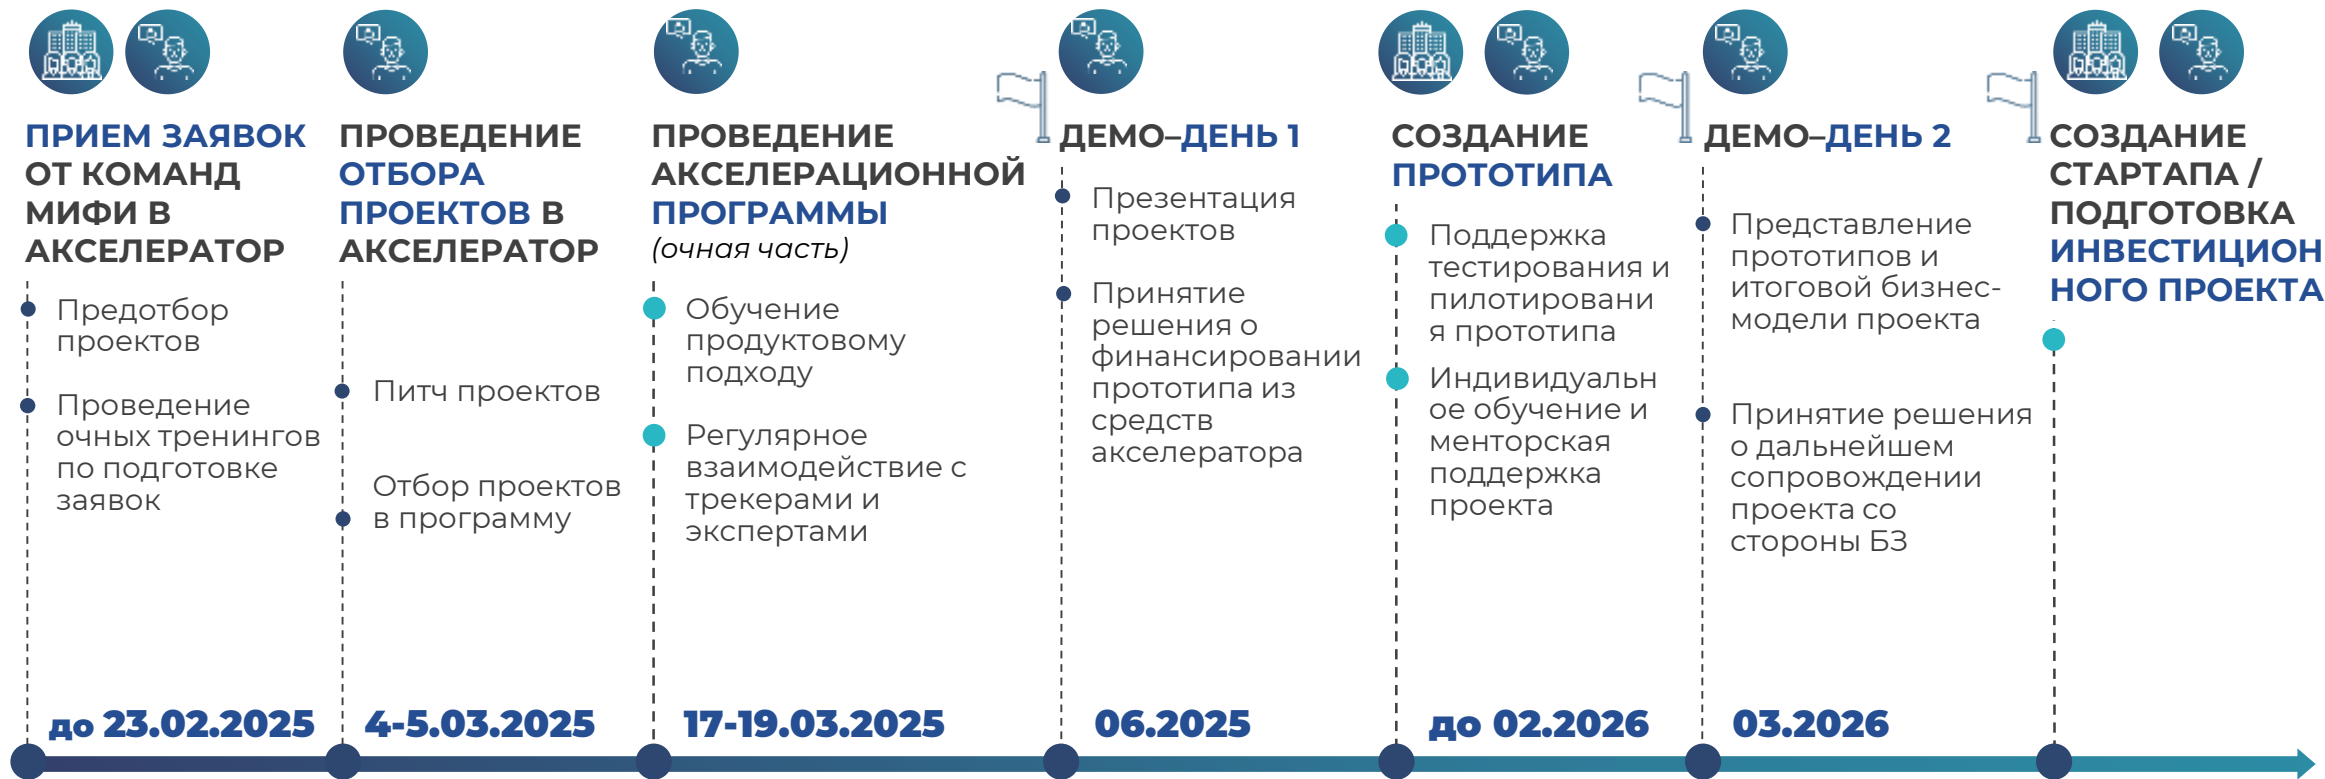 ПРИЕМ ЗАЯВОК
ОТ КОМАНД
МИФИ В
АКСЕЛЕРАТОР
Предотбор
проектов
Проведение
очных тренингов
по подготовке
заявок
до 23.02.2025
ПРОВЕДЕНИЕ
ОТБОРА
ПРОЕКТОВ В
АКСЕЛЕРАТОР
Питч проектов
Отбор проектов
в программу
4-5.03.2025
ПРОВЕДЕНИЕ
АКСЕЛЕРАЦИОННОЙ
ПРОГРАММЫ
(очная часть)
Обучение
продуктовому
подходу
Регулярное
взаимодействие с
трекерами и
экспертами
17-19.03.2025
ДЕМО–ДЕНЬ 1
Презентация
проектов
Принятие
решения о
финансировании
прототипа из
средств
акселератора
06.2025
СОЗДАНИЕ
ПРОТОТИПА
Поддержка
тестирования и
пилотировани
я прототипа
Индивидуальн
ое обучение и
менторская
поддержка
проекта
до 02.2026
ДЕМО–ДЕНЬ 2
Представление
прототипов и
итоговой бизнес-
модели проекта
Принятие решения
о дальнейшем
сопровождении
проекта со
стороны БЗ
03.2026
СОЗДАНИЕ
СТАРТАПА /
ПОДГОТОВКА
ИНВЕСТИЦИОН
НОГО ПРОЕКТА